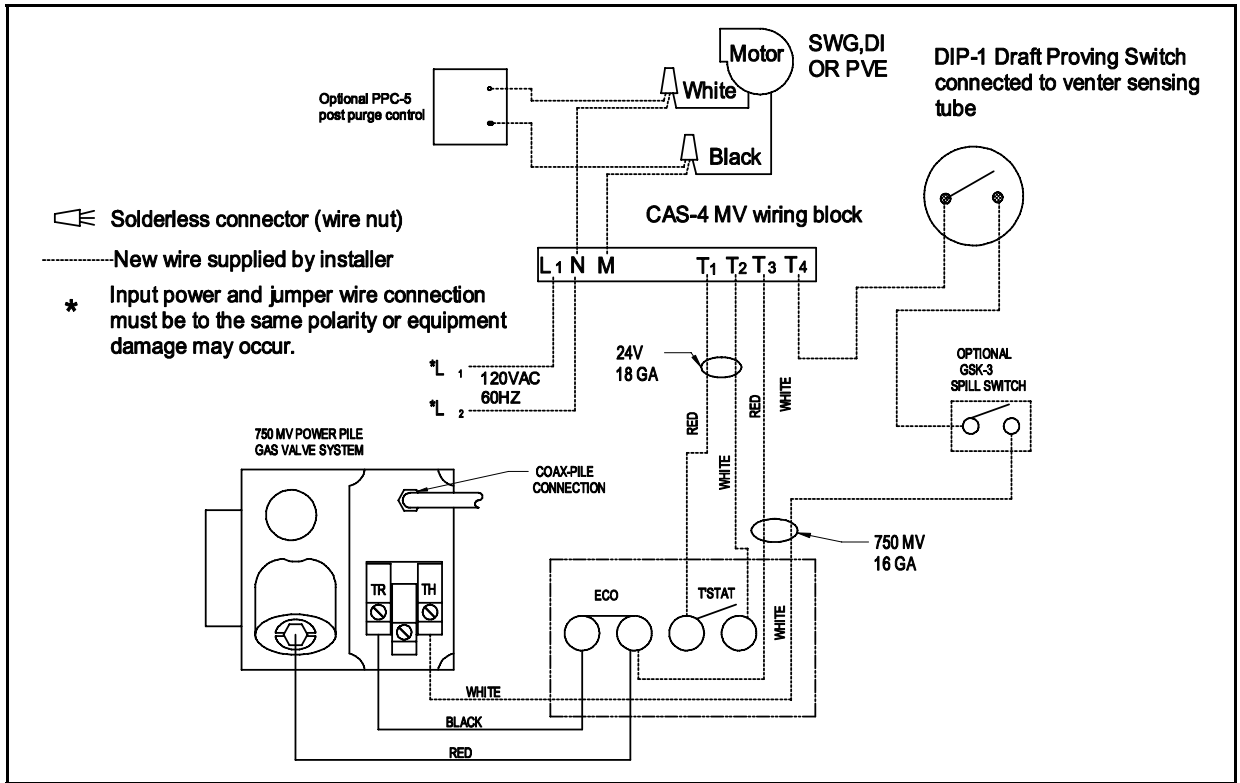 Motor
SWG,DI
OR PVE
DIP-1 Draft Proving Switch
connected to venter sensing
tube
Optional PPC-5
post purge control
White
Black
Solderless connector (wire nut)
New wire supplied by installer
* Input power and jumper wire connection
must be to the same polarity or equipment
damage may occur.
CAS-4 MV wiring block
L1 N M T1 T2 T3 T4
*L 1
120VAC
60HZ
*L 2
24V
18 GA
RED
WHITE
RED
WHITE
OPTIONAL
GSK-3
SPILL SWITCH
750 MV POWER PILE
GAS VALVE SYSTEM
COAX-PILE
CONNECTION
750 MV
16 GA
TR
TH
ECO
T'STAT
WHITE
WHITE
BLACK
RED